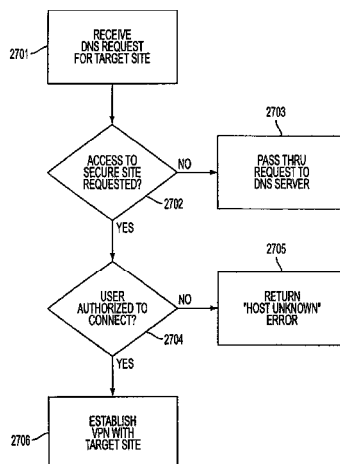 2701
RECEIVE
DNS REQUEST
FOR TARGET SITE
ACCESS TO
SECURE SITE
REQUESTED?
2702
NO
2703
PASS THRU
REQUEST TO
DNS SERVER
YES
USER
AUTHORIZED TO
CONNECT?
2704
NO
2705
RETURN
"HOST UNKNOWN"
ERROR
YES
2706
ESTABLISH
VPN WITH
TARGET SITE